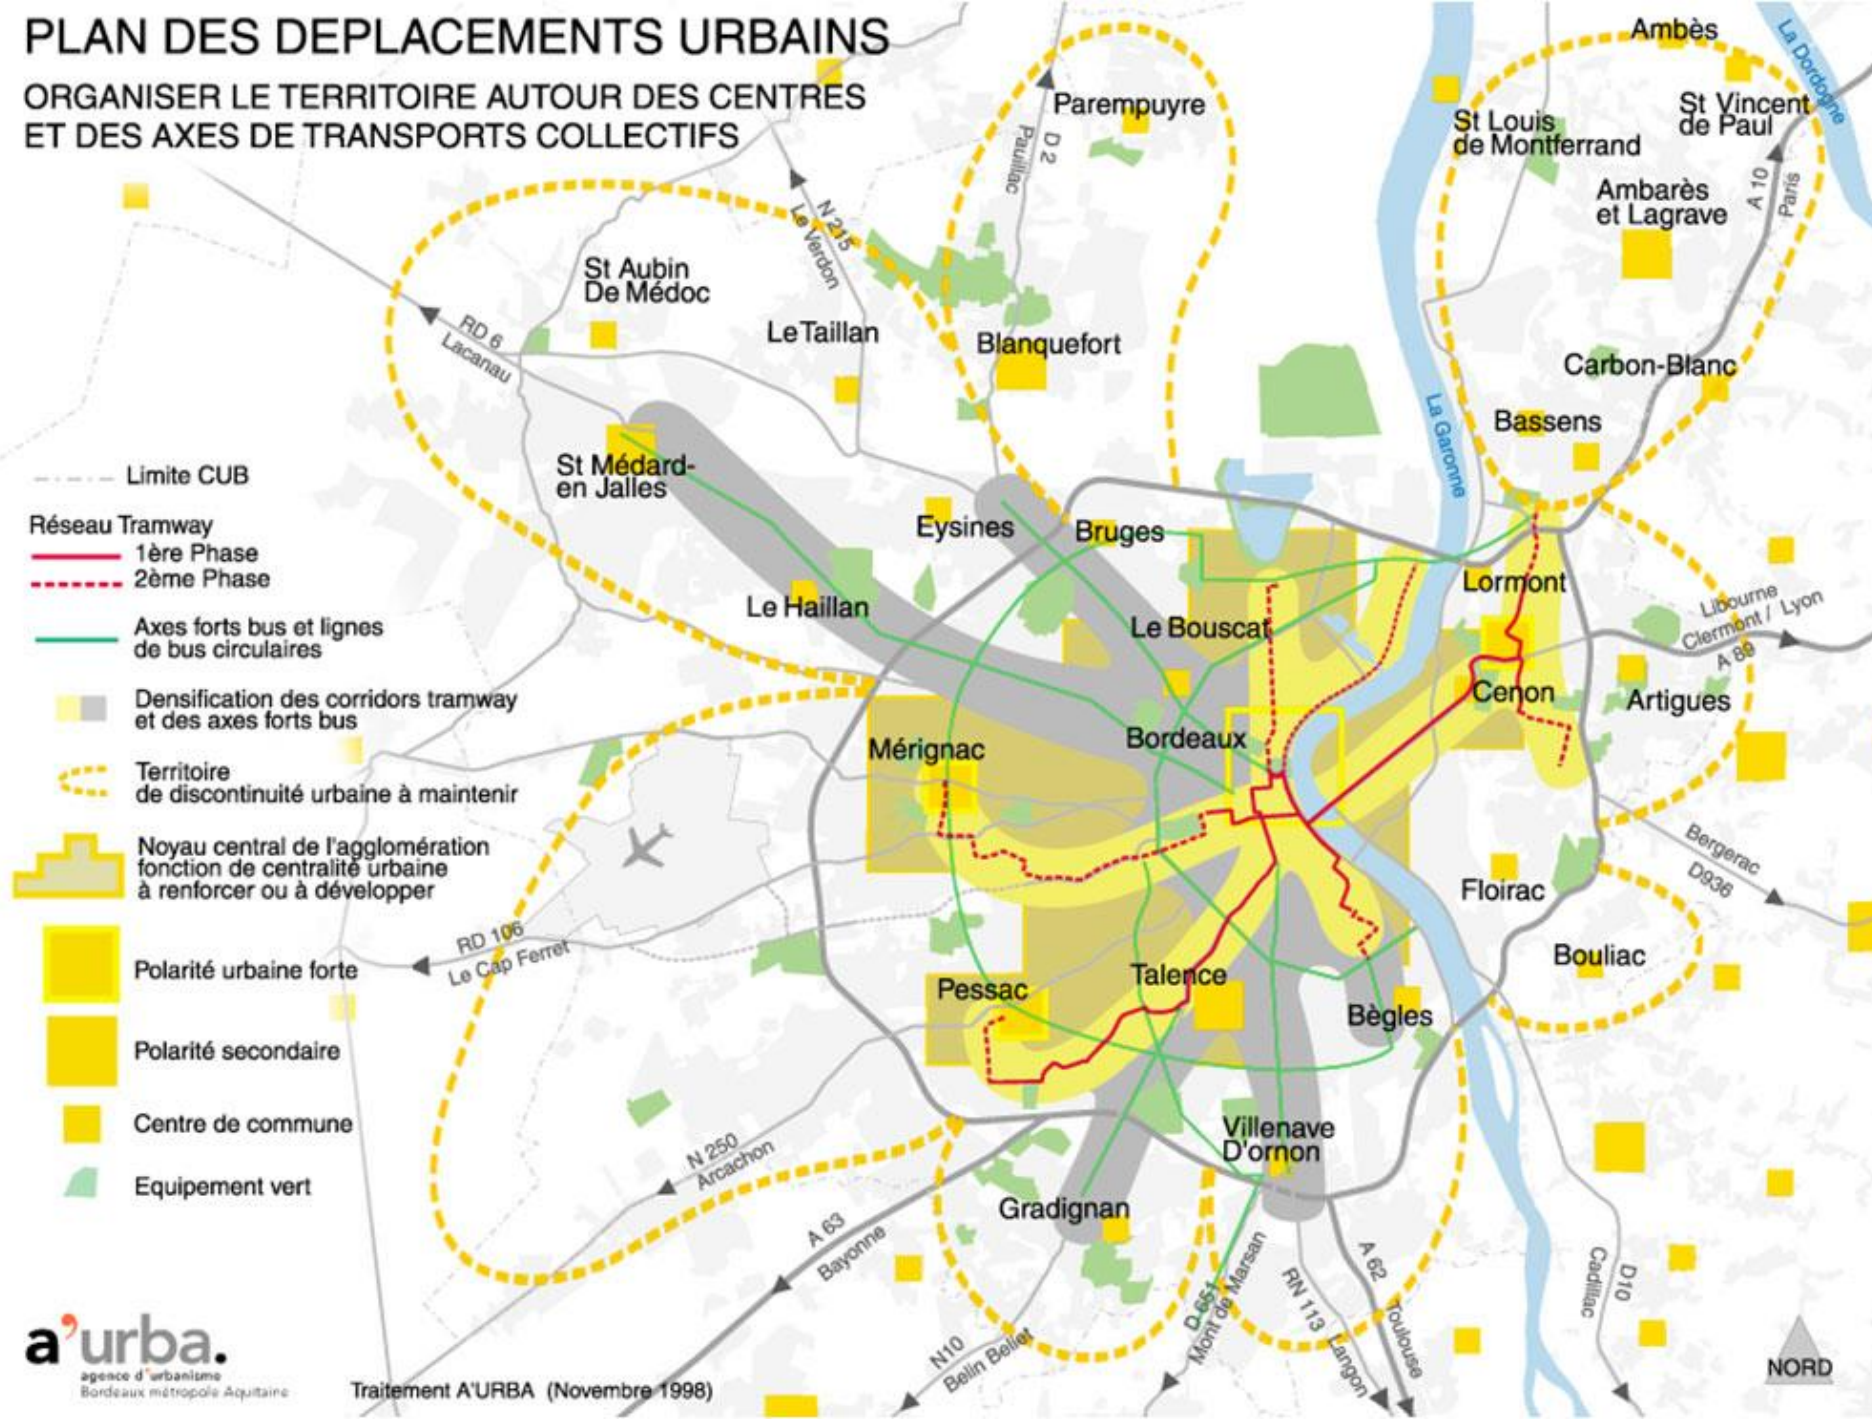 PLAN DES DEPLACEMENTS URBAINS
ORGANISER LE TERRITOIRE AUTOUR DES CENTRES
ET DES AXES DE TRANSPORTS COLLECTIFS
Limite CUB
Réseau Tramway
1ère Phase
2ème Phase
Axes forts bus et lignes
de bus circulaires
Densification des corridors tramway
et des axes forts bus
Territoire
de discontinuité urbaine à maintenir
Noyau central de l'agglomération
fonction de centralité urbaine
à renforcer ou à développer
Polarité urbaine forte
Polarité secondaire
Centre de commune
Equipement vert
Ambès
La Dordogne
Parempuyre
St Vincent
de Paul
St Louis
de Montferrand
D 2
Pauillac
A 10
Paris
Ambarès
et Lagrave
N 215
Le Verdon
St Aubin
De Médoc
Le Taillan
RD 6
Lacanau
Blanquefort
Carbon-Blanc
Bassens
La Garonne
St Médard-
en Jalles
Eysines
Bruges
Lormont
Le Haillan
Le Bouscat
Libourne
Clermont / Lyon
A 89
Cenon
Artigues
Mérignac
Bordeaux
Bergerac
D936
Floirac
RD 106
Le Cap Ferret
Bouliac
Pessac
Talence
Bègles
N 250
Arcachon
Villenave
D'ornon
Gradignan
A 63
Bayonne
N10
Belin Beliet
D 651
Mont de Marsan
RN 113
Langon
A 62
Toulouse
D10
Cadillac
NORD
a'urba.
agence d'urbanisme
Bordeaux métropole Aquitaine
Traitement A'URBA (Novembre 1998)